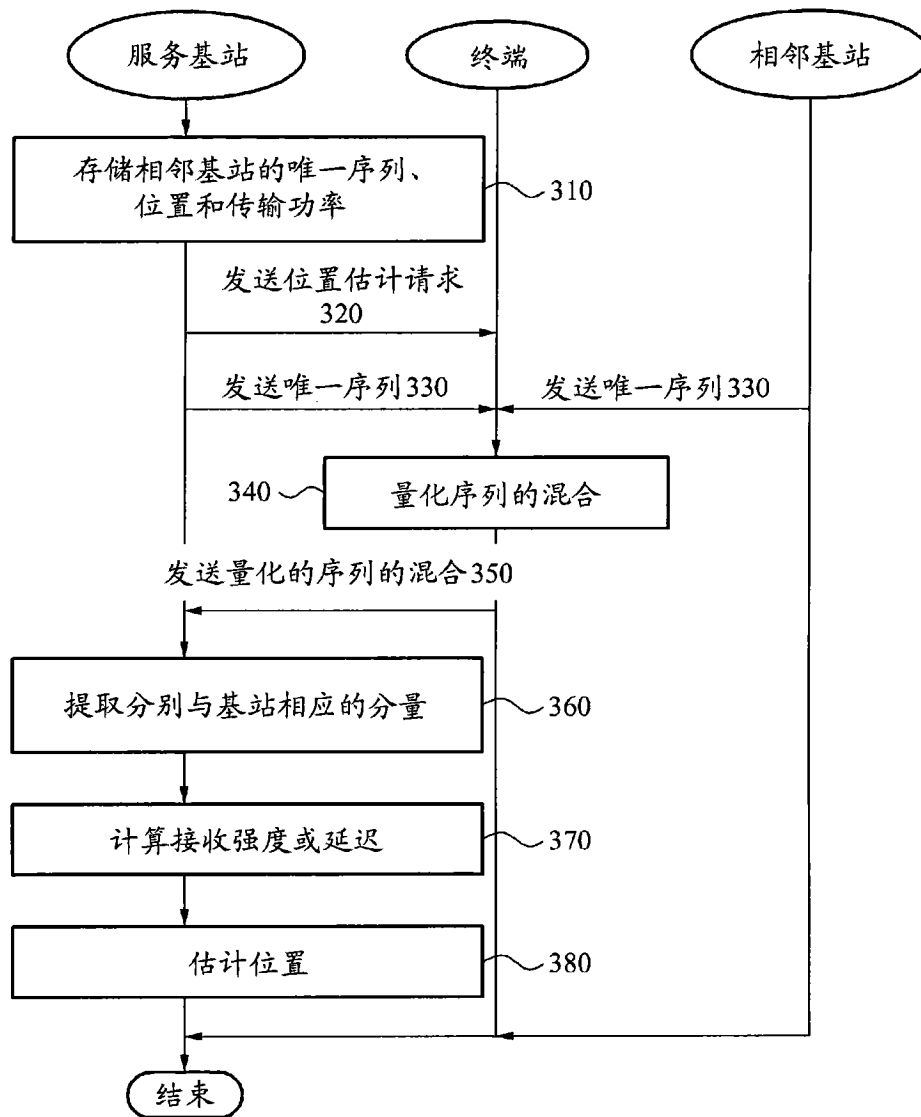 服务基站
终端
相邻基站
存储相邻基站的唯一序列、
位置和传输功率
310
发送位置估计请求
320
发送唯一序列330
发送唯一序列330
340
量化序列的混合
发送量化的序列的混合350
提取分别与基站相应的分量
360
计算接收强度或延迟
370
估计位置
380
结束